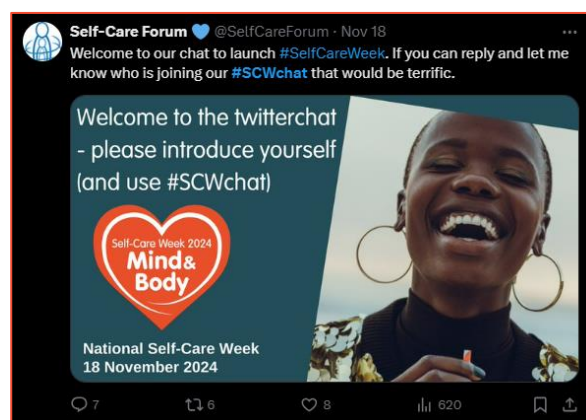 Self-Care Forum 💙 @SelfCareForum · Nov 18
Welcome to our chat to launch #SelfCareWeek. If you can reply and let me
know who is joining our #SCWchat that would be terrific.
Welcome to the twitterchat
- please introduce yourself
(and use #SCWchat)
Self-Care Week 2024
Mind &
Body
National Self-Care Week
18 November 2024
7 6 8 620